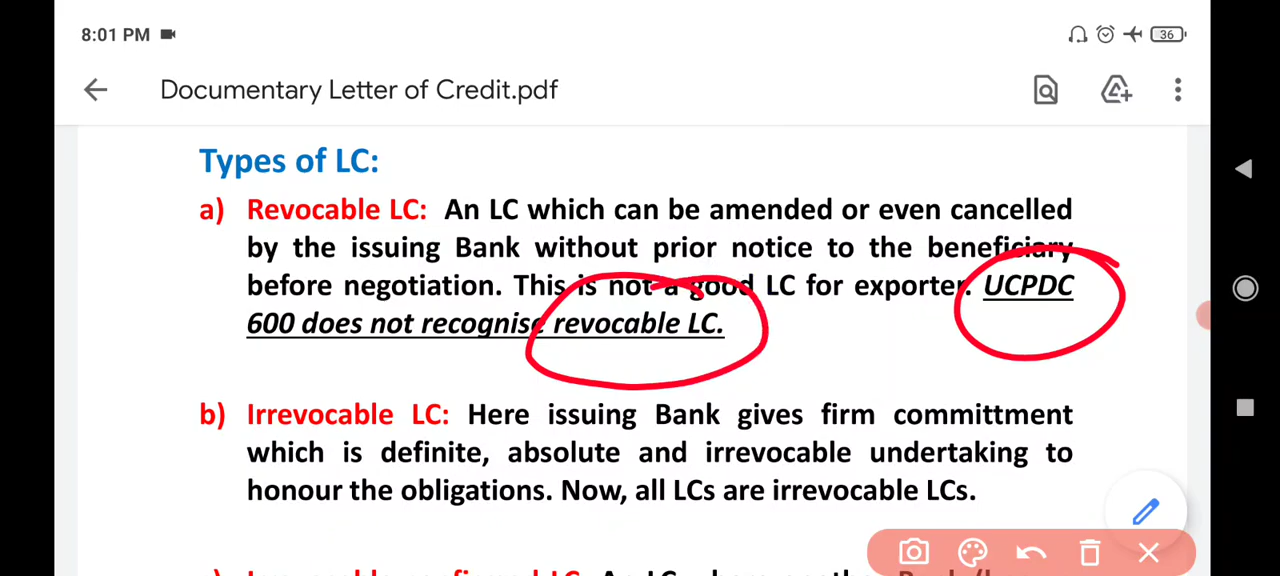 8:01 PM
36
Documentary Letter of Credit.pdf
Types of LC:
a) Revocable LC: An LC which can be amended or even cancelled
by the issuing Bank without prior notice to the beneficiary
before negotiation. This is not a good LC for exporter. UCPDC
600 does not recognise revocable LC.
b) Irrevocable LC: Here issuing Bank gives firm committment
which is definite, absolute and irrevocable undertaking to
honour the obligations. Now, all LCs are irrevocable LCs.